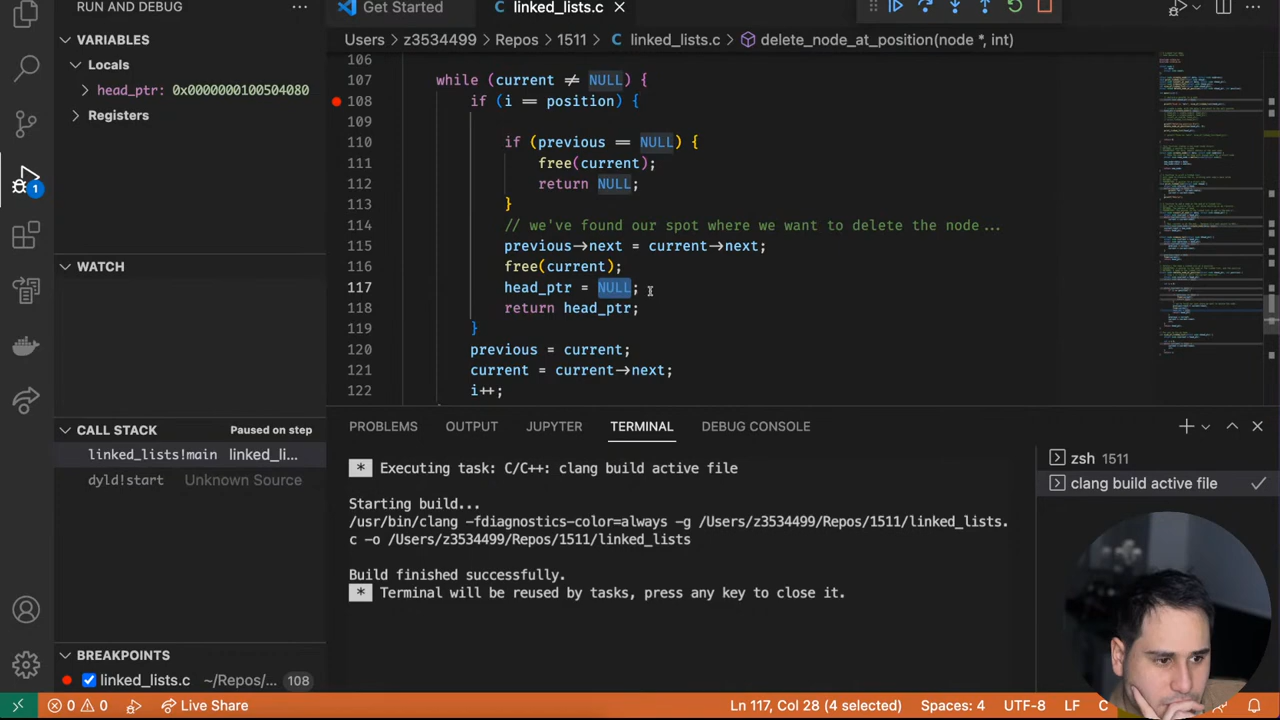 RUN AND DEBUG
Get Started
linked_lists.c
VARIABLES
Users > z3534499 > Repos > 1511 > linked_lists.c > delete_node_at_position(node *, int)
Locals
head_ptr: 0x0000000100504080
Registers
106
107 while (current ≠ NULL) {
108 if (i == position) {
109
110 if (previous == NULL) {
111 free(current);
112 return NULL;
113 }
114 // we've found our spot where we want to delete the node...
115 previous→next = current→next;
116 free(current);
117 head_ptr = NULL;
118 return head_ptr;
119 }
120 previous = current;
121 current = current→next;
122 i++;
1
WATCH
CALL STACK Paused on step
linked_lists!main linked_li...
dyld!start Unknown Source
PROBLEMS OUTPUT JUPYTER TERMINAL DEBUG CONSOLE
* Executing task: C/C++: clang build active file
Starting build...
/usr/bin/clang -fdiagnostics-color=always -g /Users/z3534499/Repos/1511/linked_lists.
c -o /Users/z3534499/Repos/1511/linked_lists
Build finished successfully.
* Terminal will be reused by tasks, press any key to close it.
zsh 1511
clang build active file
BREAKPOINTS
linked_lists.c ~/Repos/... 108
0 0 Live Share Ln 117, Col 28 (4 selected) Spaces: 4 UTF-8 LF C